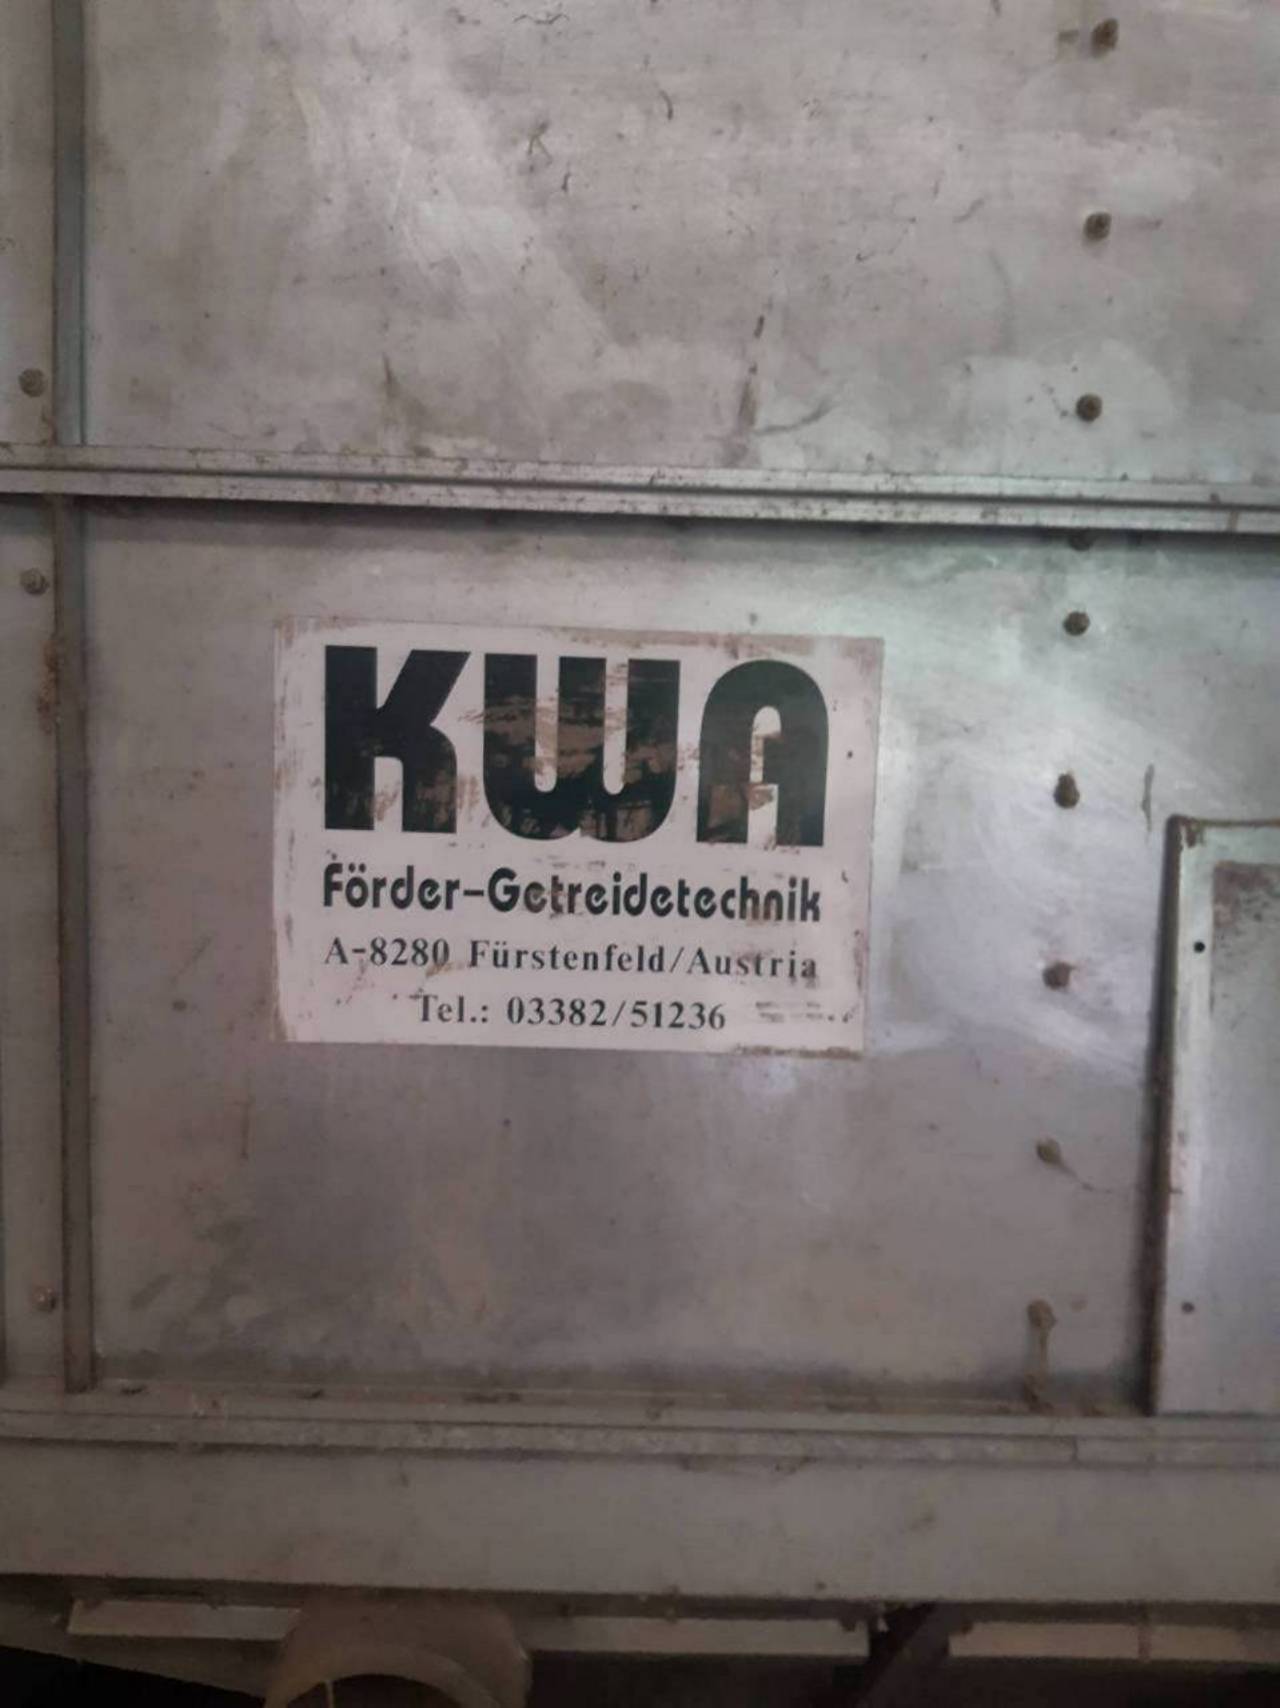 KWA
Förder-Getreidetechnik
A-8280 Fürstenfeld/Austria
Tel.: 03382/51236